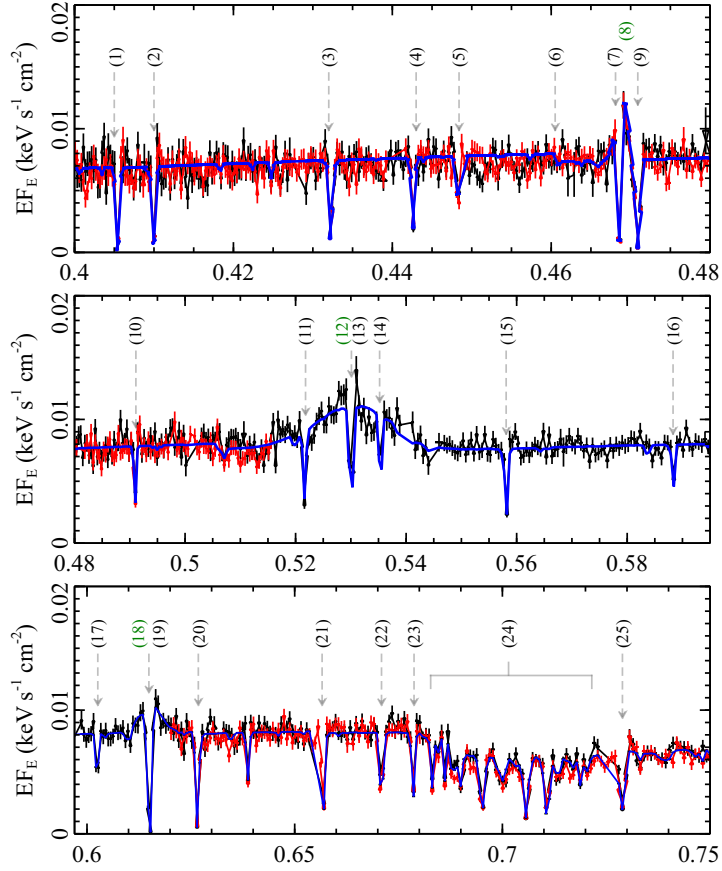 EF_E (keV s⁻¹ cm⁻²)
0.02
0.01
0
(1) (2) (3) (4) (5) (6) (7) (8) (9)
0.4 0.42 0.44 0.46 0.48
EF_E (keV s⁻¹ cm⁻²)
0.02
0.01
0
(10) (11) (12) (13) (14) (15) (16)
0.48 0.5 0.52 0.54 0.56 0.58
EF_E (keV s⁻¹ cm⁻²)
0.02
0.01
0
(17) (18) (19) (20) (21) (22) (23) (24) (25)
0.6 0.65 0.7 0.75